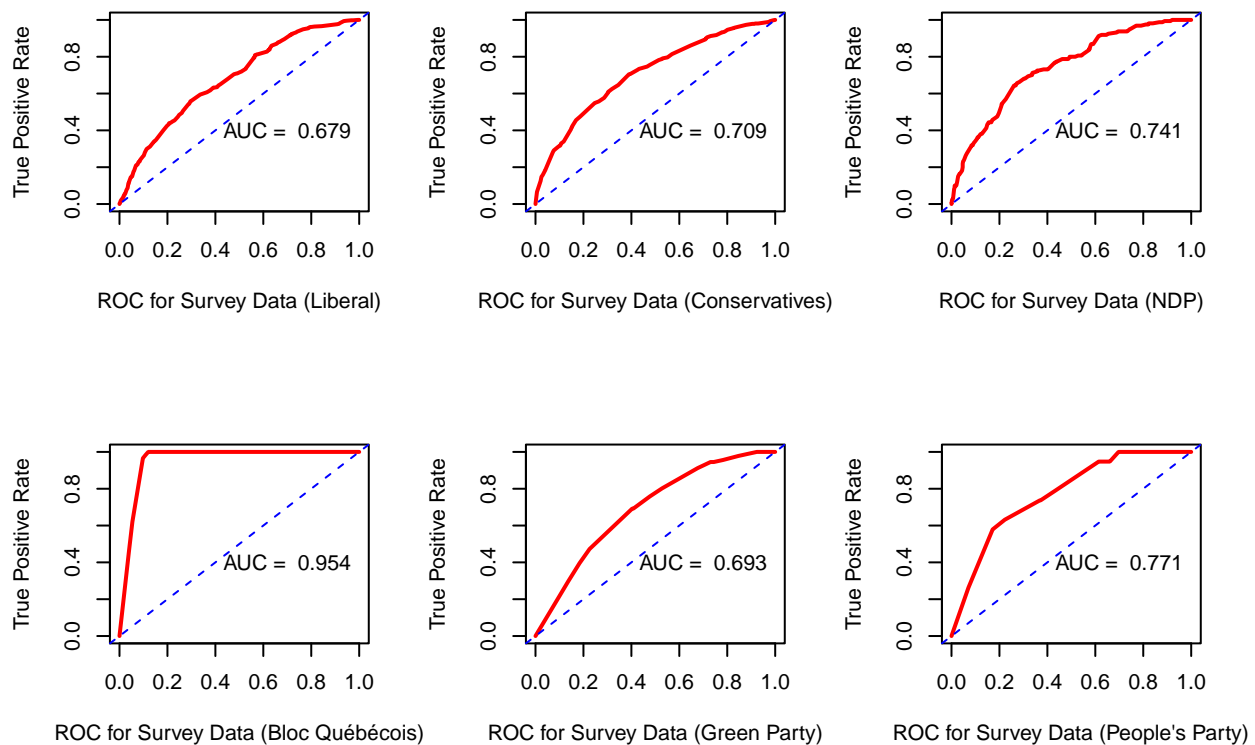 True Positive Rate
0.0 0.4 0.8
AUC = 0.679
0.0 0.2 0.4 0.6 0.8 1.0
ROC for Survey Data (Liberal)
True Positive Rate
0.0 0.4 0.8
AUC = 0.709
0.0 0.2 0.4 0.6 0.8 1.0
ROC for Survey Data (Conservatives)
True Positive Rate
0.0 0.4 0.8
AUC = 0.741
0.0 0.2 0.4 0.6 0.8 1.0
ROC for Survey Data (NDP)
True Positive Rate
0.0 0.4 0.8
AUC = 0.954
0.0 0.2 0.4 0.6 0.8 1.0
ROC for Survey Data (Bloc Québécois)
True Positive Rate
0.0 0.4 0.8
AUC = 0.693
0.0 0.2 0.4 0.6 0.8 1.0
ROC for Survey Data (Green Party)
True Positive Rate
0.0 0.4 0.8
AUC = 0.771
0.0 0.2 0.4 0.6 0.8 1.0
ROC for Survey Data (People's Party)